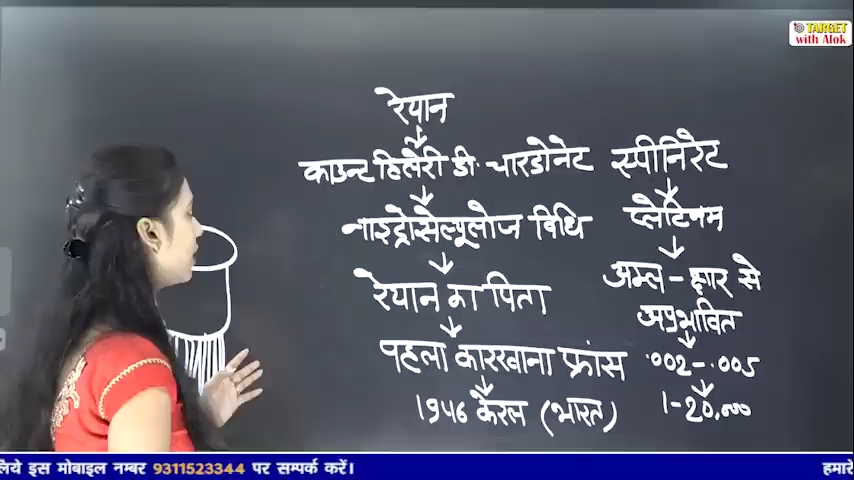 TARGET
with Alok
रेयान
काउन्ट हिलेरी डी. चारडोनेट
नाइट्रोसेल्यूलोज विधि
रेयान का पिता
पहला कारखाना फ्रांस
1946 केरल (भारत)
स्पीनिरेट
प्लेटिनम
अम्ल-क्षार से
अप्रभावित
.002-.005
1-20,000
लिये इस मोबाइल नम्बर 9311523344 पर सम्पर्क करें।
हमारे